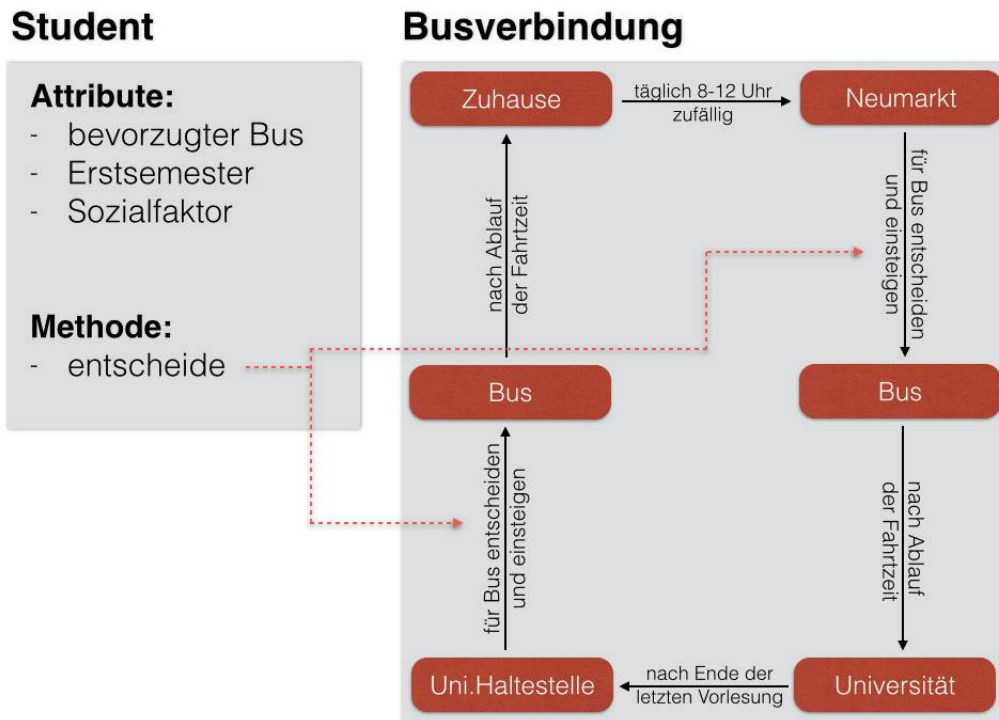 Student
Attribute:
- bevorzugter Bus
- Erstsemester
- Sozialfaktor
Methode:
- entscheide
Busverbindung
Zuhause
täglich 8-12 Uhr
zufällig
Neumarkt
für Bus entscheiden
und einsteigen
Bus
nach Ablauf
der Fahrtzeit
Universität
nach Ende der
letzten Vorlesung
Uni.Haltestelle
für Bus entscheiden
und einsteigen
Bus
nach Ablauf
der Fahrtzeit